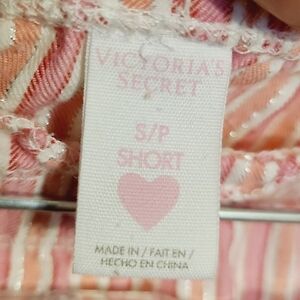 VICTORIA'S
SECRET
S/P
SHORT
MADE IN / FAIT EN /
HECHO EN CHINA